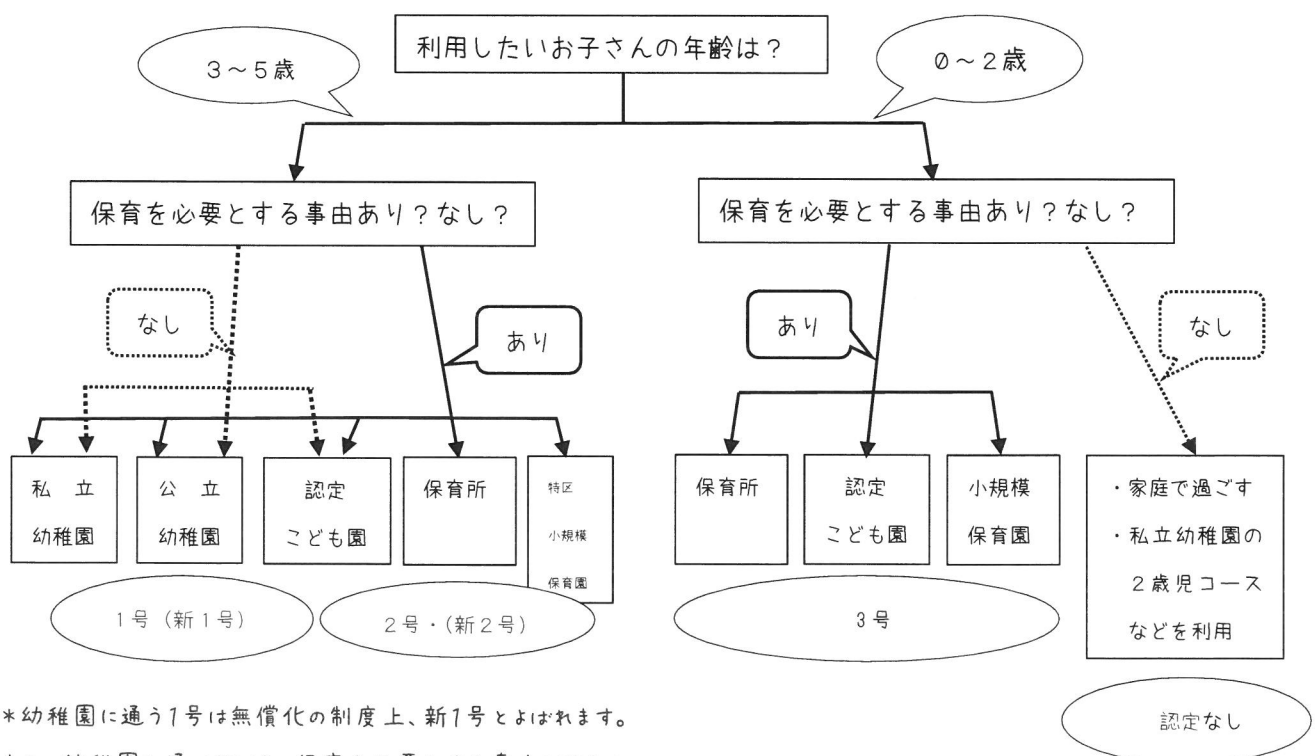 利用したいお子さんの年齢は？
3～5歳
0～2歳
保育を必要とする事由あり？なし？
保育を必要とする事由あり？なし？
なし
あり
あり
なし
私　立
幼稚園
公　立
幼稚園
認定
こども園
保育所
特区
小規模
保育園
保育所
認定
こども園
小規模
保育園
・家庭で過ごす
・私立幼稚園の
２歳児コース
などを利用
1号（新1号）
2号・(新2号)
3号
認定なし
＊幼稚園に通う1号は無償化の制度上、新1号とよばれます。